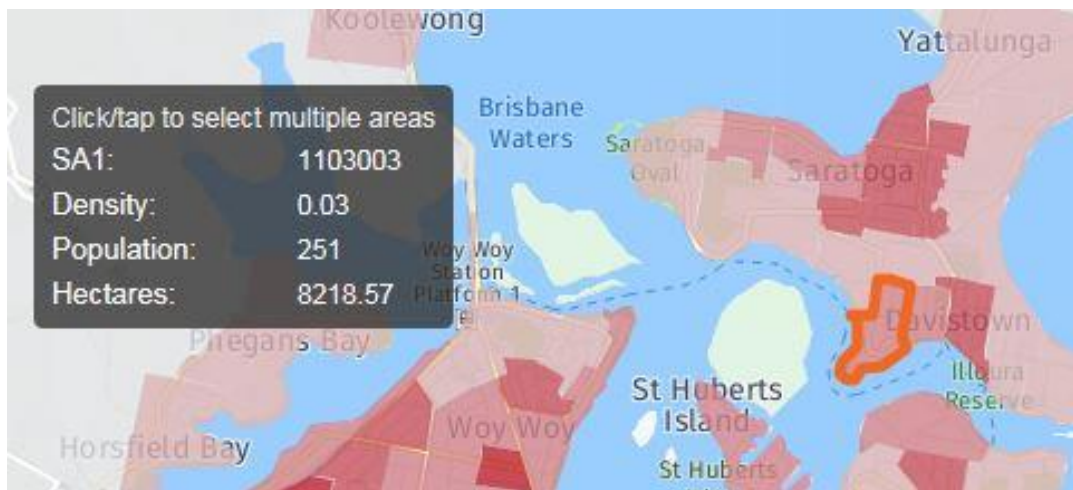 Koolewong
Yattalunga
Click/tap to select multiple areas
SA1: 1103003
Density: 0.03
Population: 251
Hectares: 8218.57
Brisbane
Waters
Saratoga
Oval
Saratoga
Woy Woy
Station
Platform 1
Davistown
Phegans Bay
Illoura
Reserve
St Huberts
Island
Woy Woy
Horsfield Bay
St Huberts